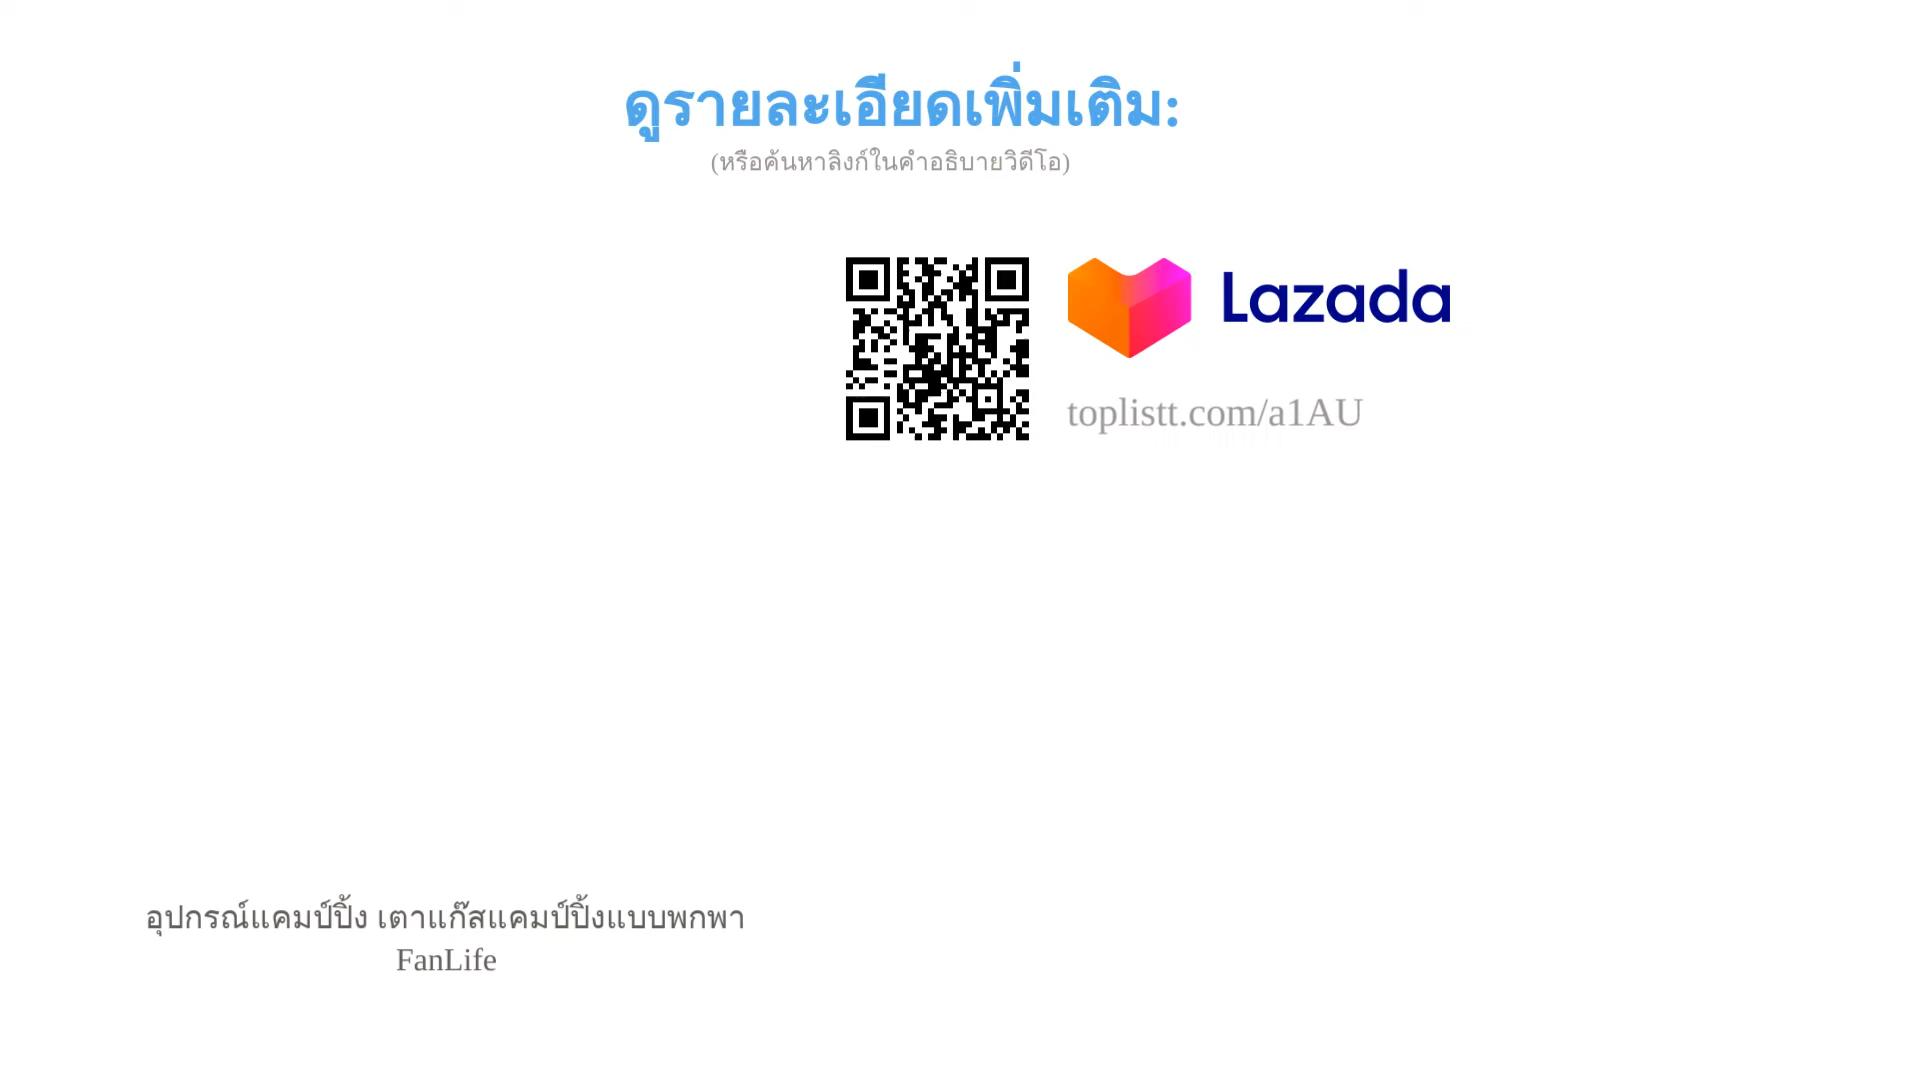 ดูรายละเอียดเพิ่มเติม:
(หรือค้นหาลิงก์ในคำอธิบายวิดีโอ)
Lazada
toplistt.com/a1AU
อุปกรณ์แคมป์ปิ้ง เตาแก๊สแคมป์ปิ้งแบบพกพา
FanLife